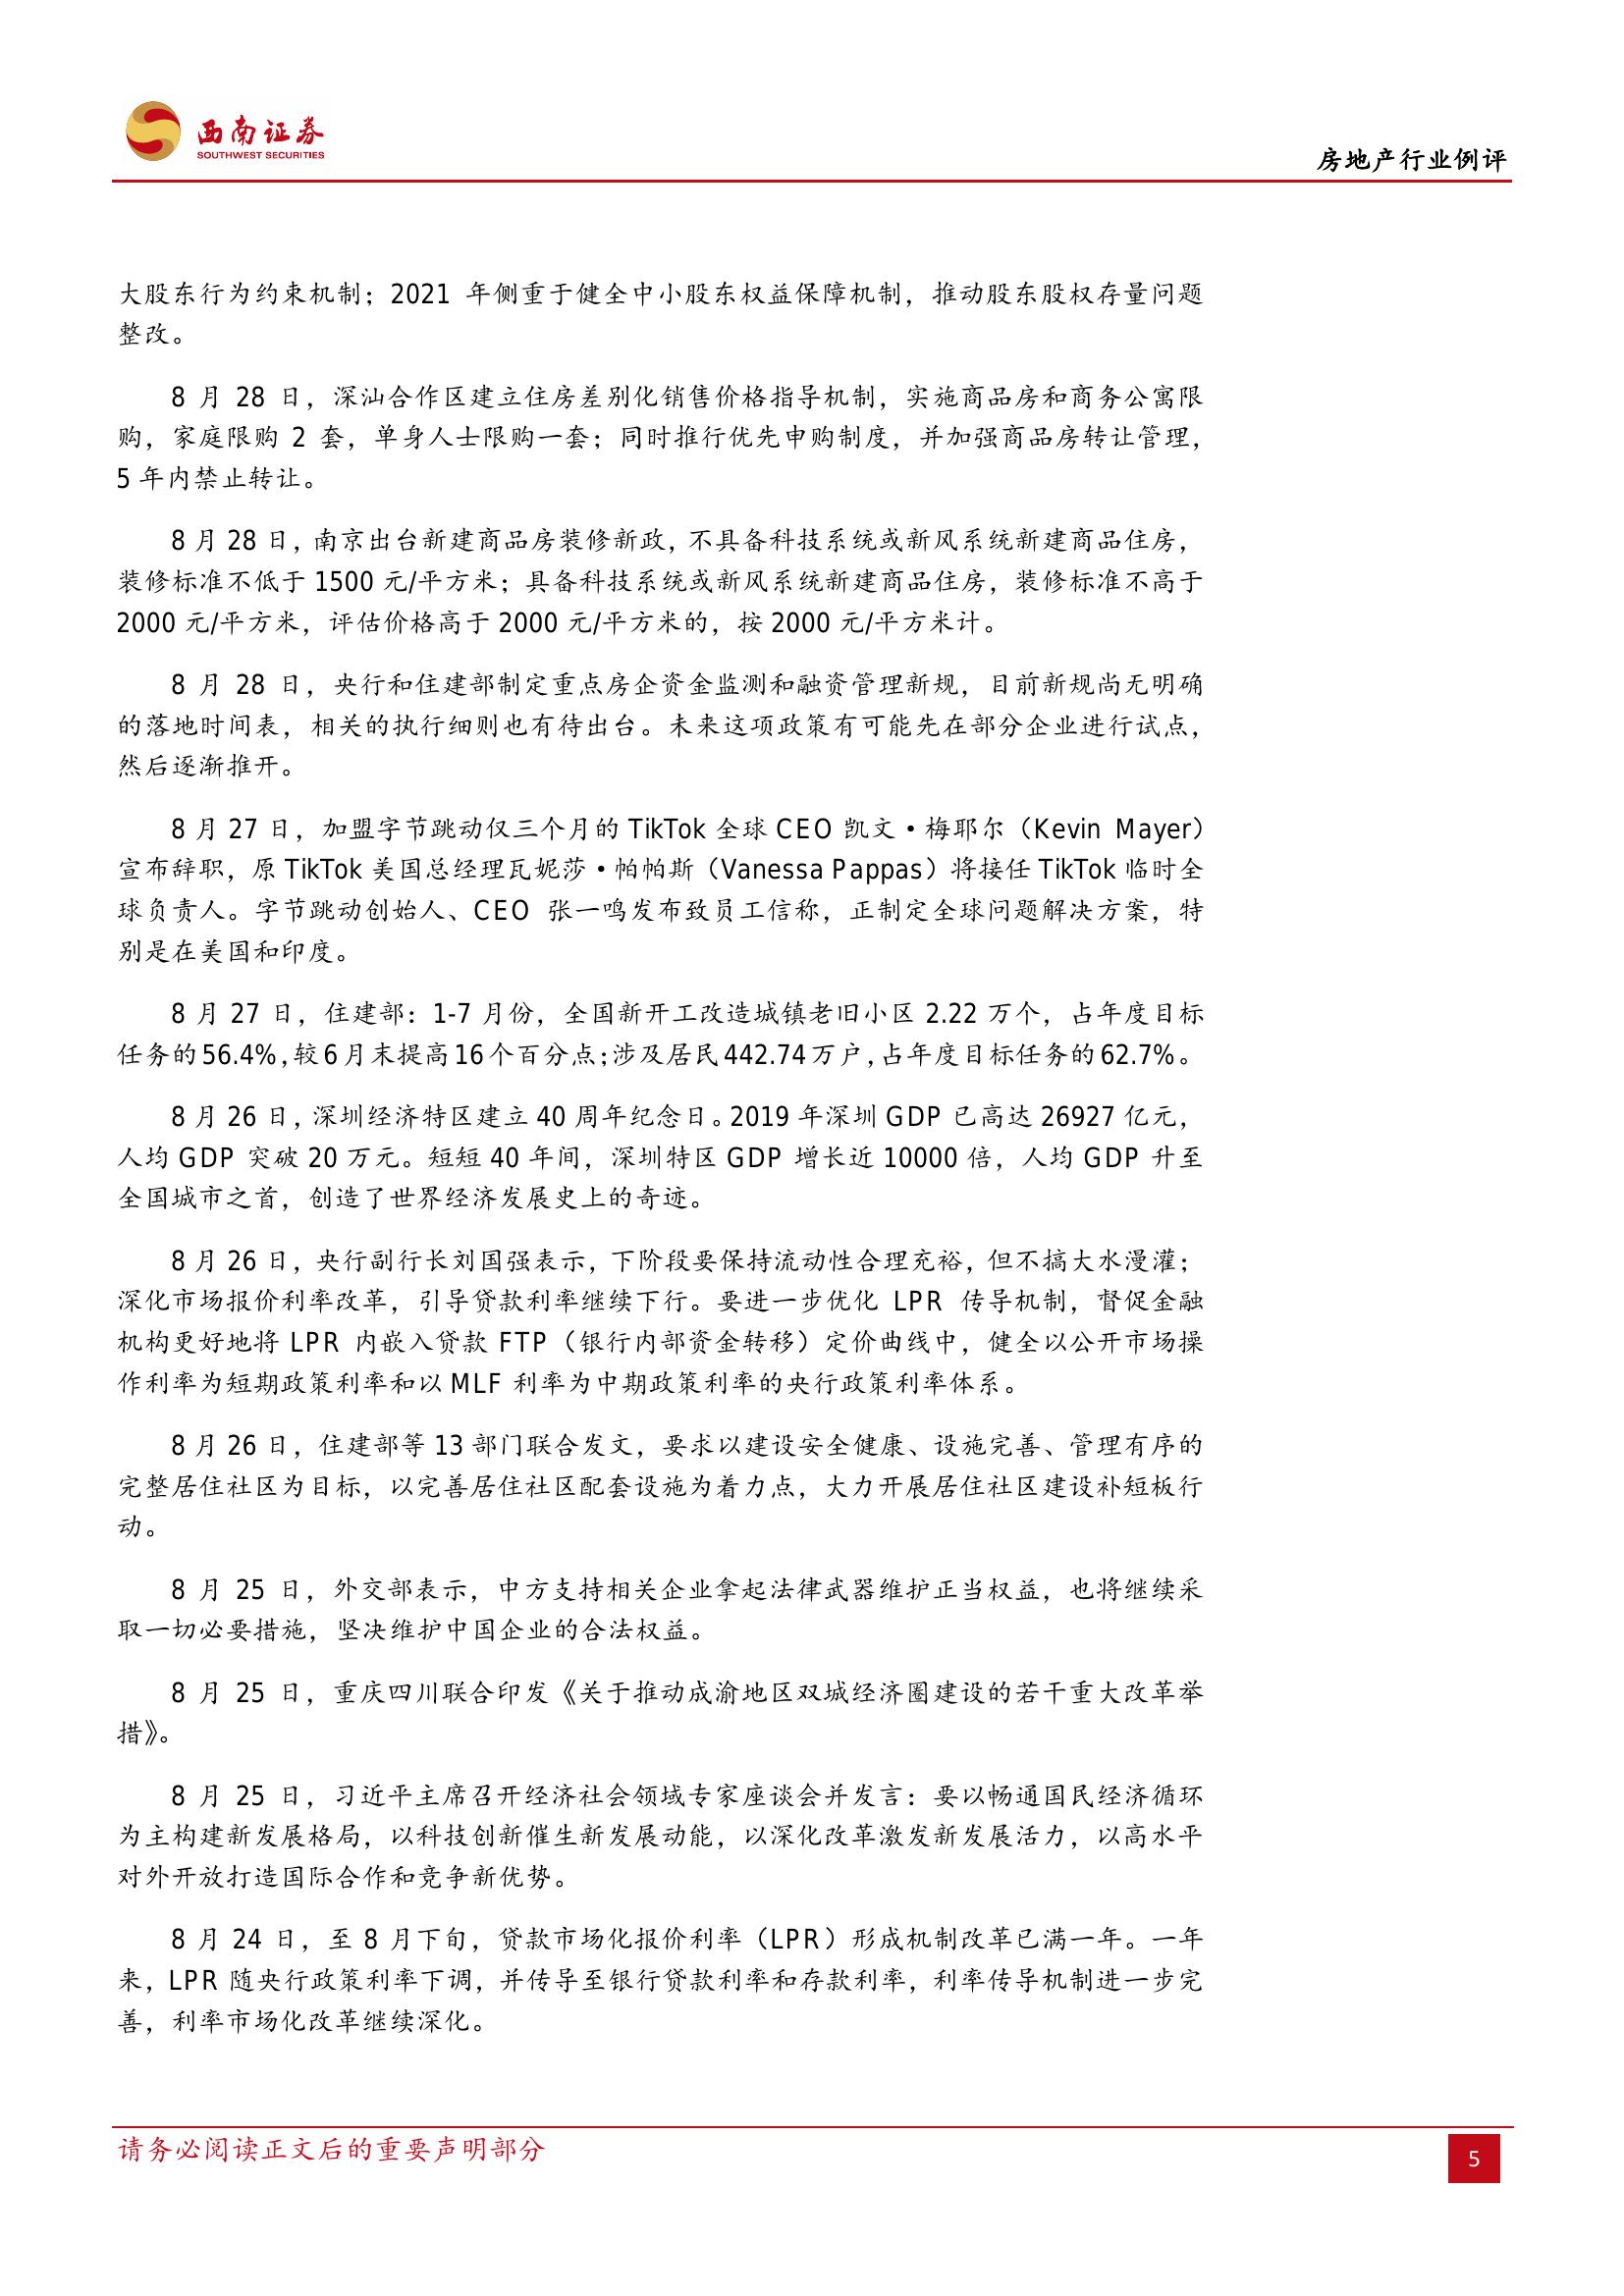 西南证券
SOUTHWEST SECURITIES
房地产行业例评
大股东行为约束机制；2021 年侧重于健全中小股东权益保障机制，推动股东股权存量问题
整改。
8 月 28 日，深汕合作区建立住房差别化销售价格指导机制，实施商品房和商务公寓限
购，家庭限购 2 套，单身人士限购一套；同时推行优先申购制度，并加强商品房转让管理，
5 年内禁止转让。
8 月 28 日，南京出台新建商品房装修新政，不具备科技系统或新风系统新建商品住房，
装修标准不低于 1500 元/平方米；具备科技系统或新风系统新建商品住房，装修标准不高于
2000 元/平方米，评估价格高于 2000 元/平方米的，按 2000 元/平方米计。
8 月 28 日，央行和住建部制定重点房企资金监测和融资管理新规，目前新规尚无明确
的落地时间表，相关的执行细则也有待出台。未来这项政策有可能先在部分企业进行试点，
然后逐渐推开。
8 月 27 日，加盟字节跳动仅三个月的 TikTok 全球 CEO 凯文•梅耶尔（Kevin Mayer）
宣布辞职，原 TikTok 美国总经理瓦妮莎•帕帕斯（Vanessa Pappas）将接任 TikTok 临时全
球负责人。字节跳动创始人、CEO 张一鸣发布致员工信称，正制定全球问题解决方案，特
别是在美国和印度。
8 月 27 日，住建部：1-7 月份，全国新开工改造城镇老旧小区 2.22 万个，占年度目标
任务的 56.4%，较 6 月末提高 16 个百分点；涉及居民 442.74 万户，占年度目标任务的 62.7%。
8 月 26 日，深圳经济特区建立 40 周年纪念日。2019 年深圳 GDP 已高达 26927 亿元，
人均 GDP 突破 20 万元。短短 40 年间，深圳特区 GDP 增长近 10000 倍，人均 GDP 升至
全国城市之首，创造了世界经济发展史上的奇迹。
8 月 26 日，央行副行长刘国强表示，下阶段要保持流动性合理充裕，但不搞大水漫灌；
深化市场报价利率改革，引导贷款利率继续下行。要进一步优化 LPR 传导机制，督促金融
机构更好地将 LPR 内嵌入贷款 FTP（银行内部资金转移）定价曲线中，健全以公开市场操
作利率为短期政策利率和以 MLF 利率为中期政策利率的央行政策利率体系。
8 月 26 日，住建部等 13 部门联合发文，要求以建设安全健康、设施完善、管理有序的
完整居住社区为目标，以完善居住社区配套设施为着力点，大力开展居住社区建设补短板行
动。
8 月 25 日，外交部表示，中方支持相关企业拿起法律武器维护正当权益，也将继续采
取一切必要措施，坚决维护中国企业的合法权益。
8 月 25 日，重庆四川联合印发《关于推动成渝地区双城经济圈建设的若干重大改革举
措》。
8 月 25 日，习近平主席召开经济社会领域专家座谈会并发言：要以畅通国民经济循环
为主构建新发展格局，以科技创新催生新发展动能，以深化改革激发新发展活力，以高水平
对外开放打造国际合作和竞争新优势。
8 月 24 日，至 8 月下旬，贷款市场化报价利率（LPR）形成机制改革已满一年。一年
来，LPR 随央行政策利率下调，并传导至银行贷款利率和存款利率，利率传导机制进一步完
善，利率市场化改革继续深化。
请务必阅读正文后的重要声明部分
5